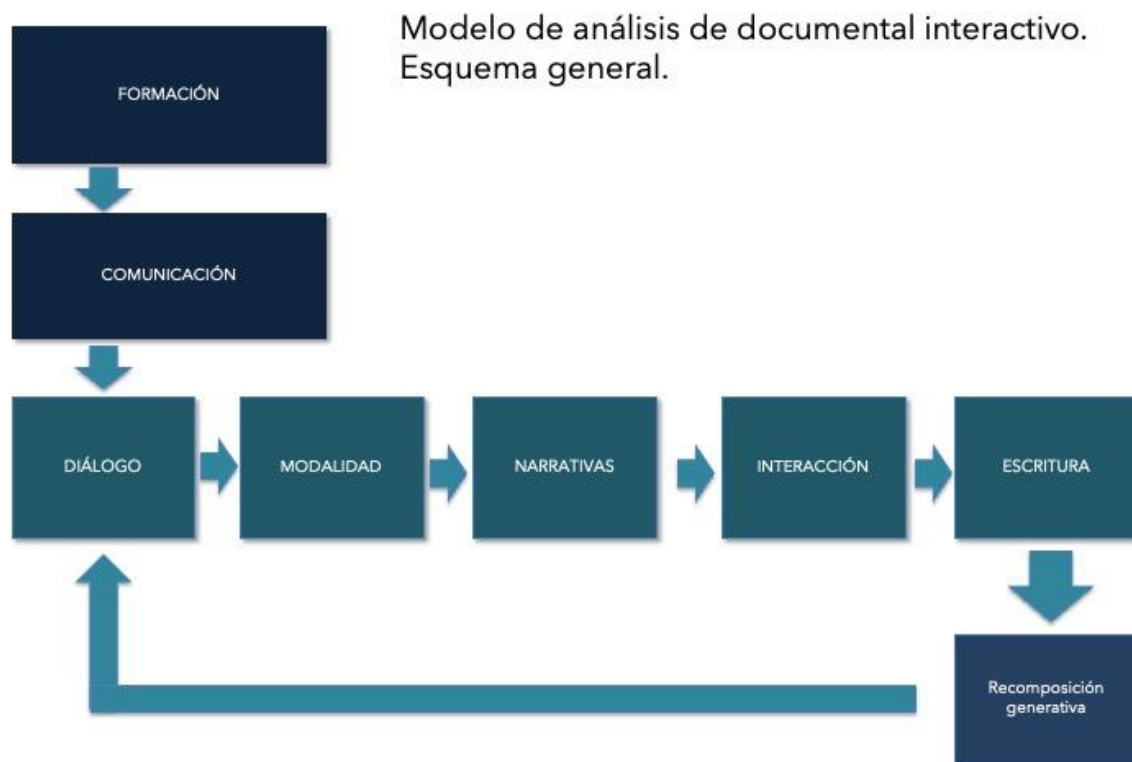 Modelo de análisis de documental interactivo.
Esquema general.
FORMACIÓN
COMUNICACIÓN
DIÁLOGO
MODALIDAD
NARRATIVAS
INTERACCIÓN
ESCRITURA
Recomposición
generativa